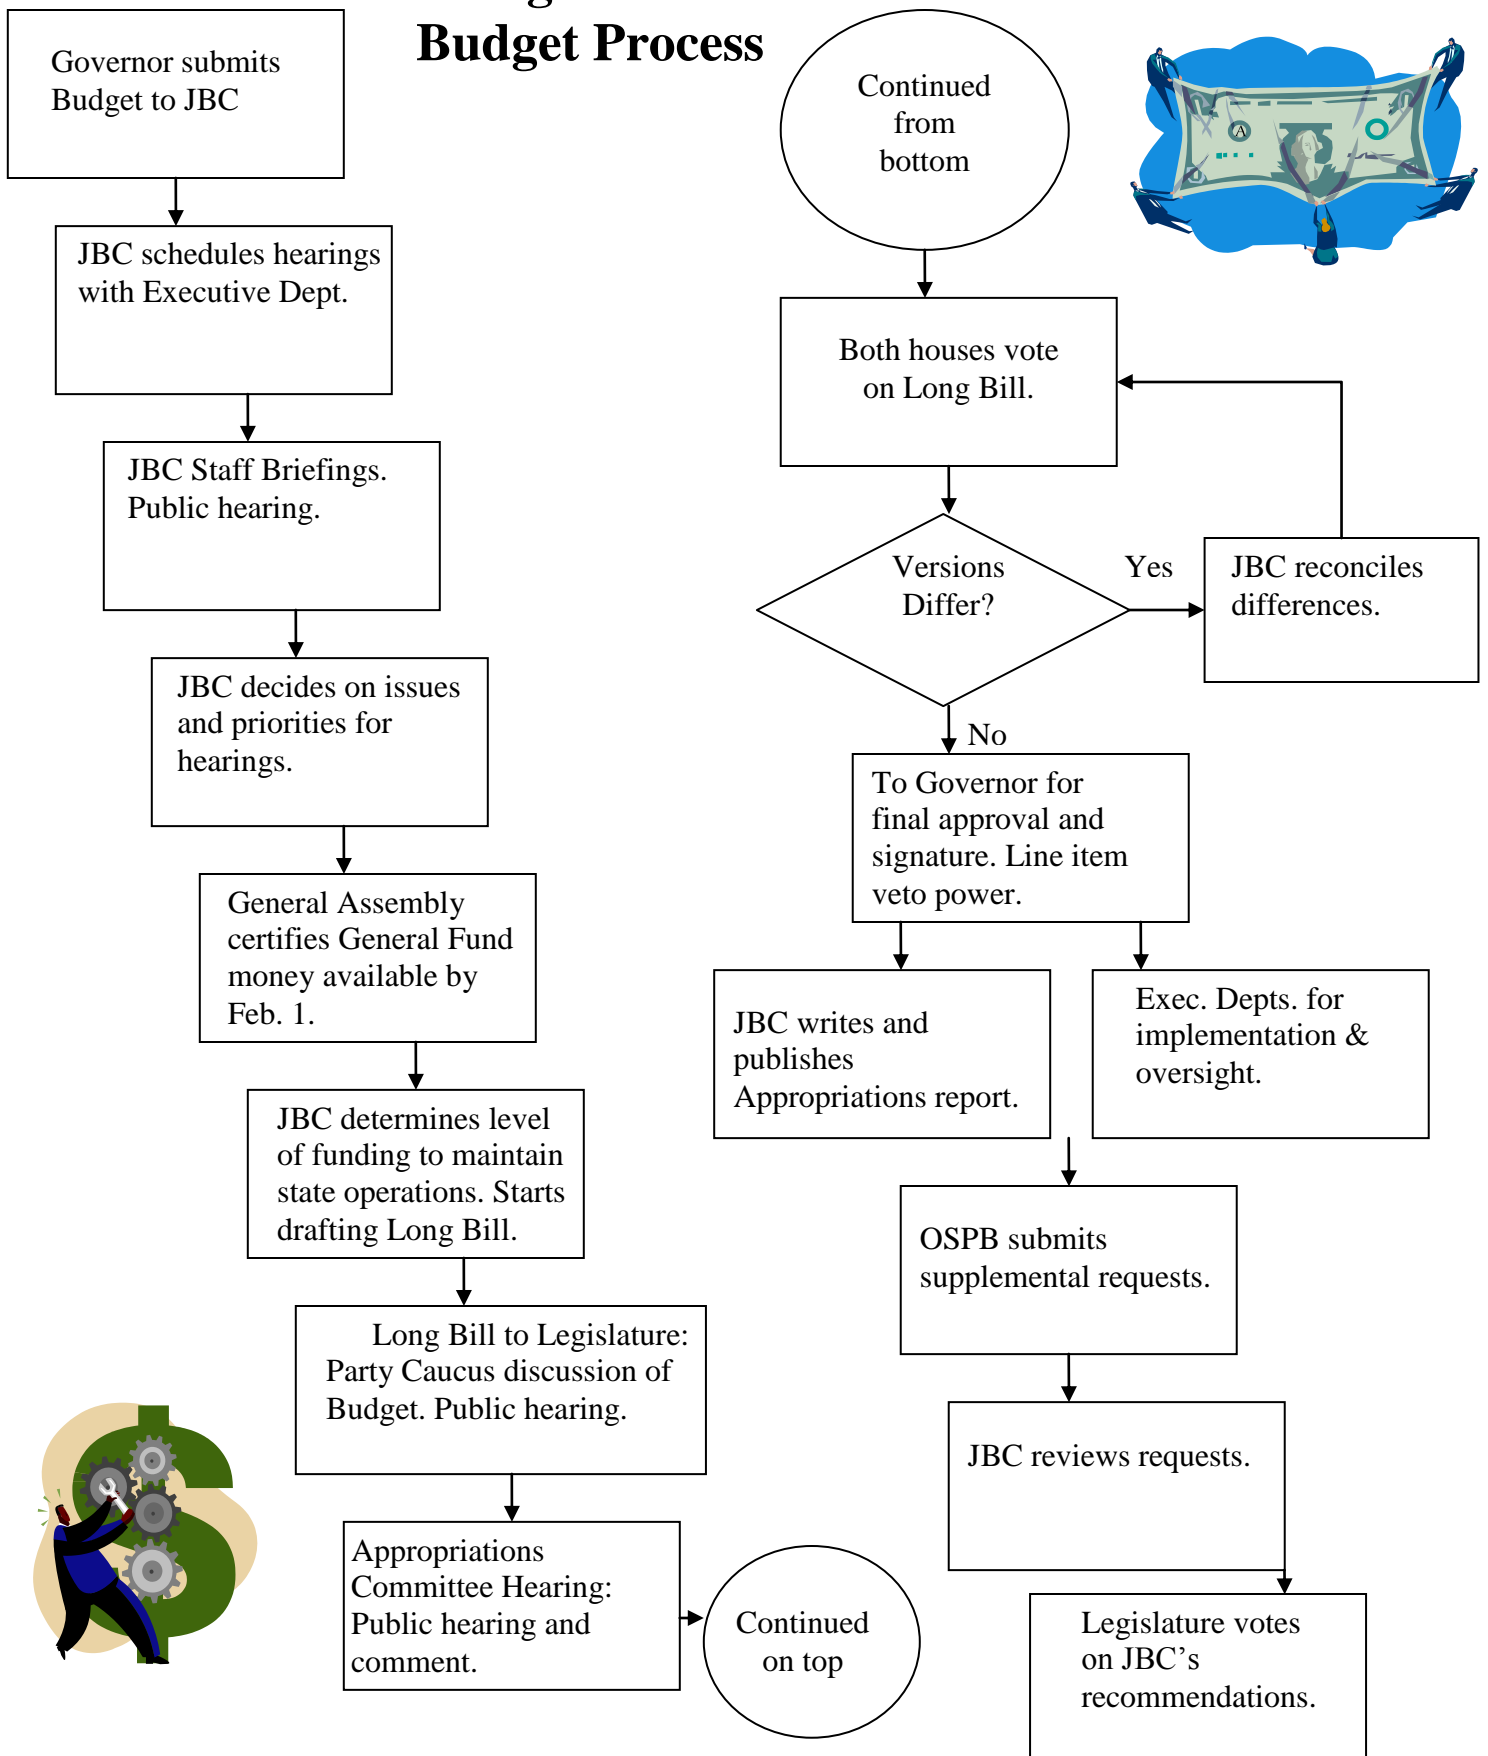 Budget Process
Governor submits
Budget to JBC
JBC schedules hearings
with Executive Dept.
JBC Staff Briefings.
Public hearing.
JBC decides on issues
and priorities for
hearings.
General Assembly
certifies General Fund
money available by
Feb. 1.
JBC determines level
of funding to maintain
state operations. Starts
drafting Long Bill.
Long Bill to Legislature:
Party Caucus discussion of
Budget. Public hearing.
Appropriations
Committee Hearing:
Public hearing and
comment.
Continued
on top
Continued
from
bottom
Both houses vote
on Long Bill.
Versions
Differ?
Yes
JBC reconciles
differences.
No
To Governor for
final approval and
signature. Line item
veto power.
JBC writes and
publishes
Appropriations report.
Exec. Depts. for
implementation &
oversight.
OSPB submits
supplemental requests.
JBC reviews requests.
Legislature votes
on JBC’s
recommendations.
A